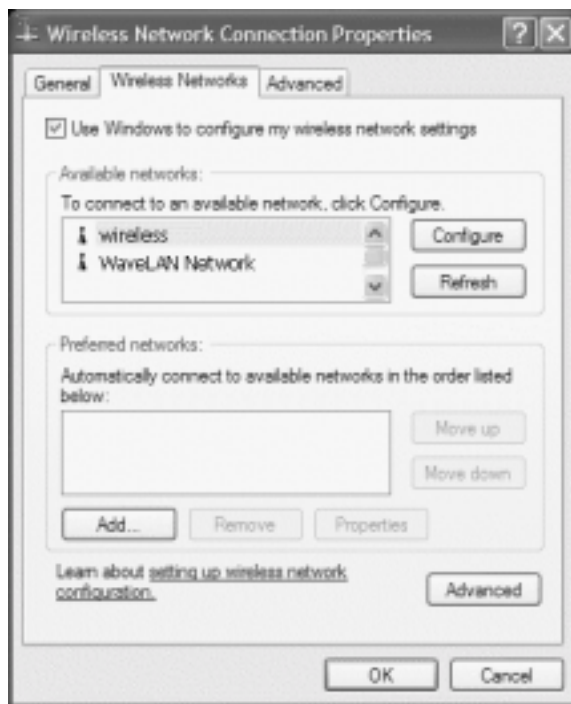 Wireless Network Connection Properties
General Wireless Networks Advanced
Use Windows to configure my wireless network settings
Available networks:
To connect to an available network, click Configure.
wireless
WaveLAN Network
Configure
Refresh
Preferred networks:
Automatically connect to available networks in the order listed
below:
Move up
Move down
Add... Remove Properties
Learn about setting up wireless network
configuration.
Advanced
OK Cancel